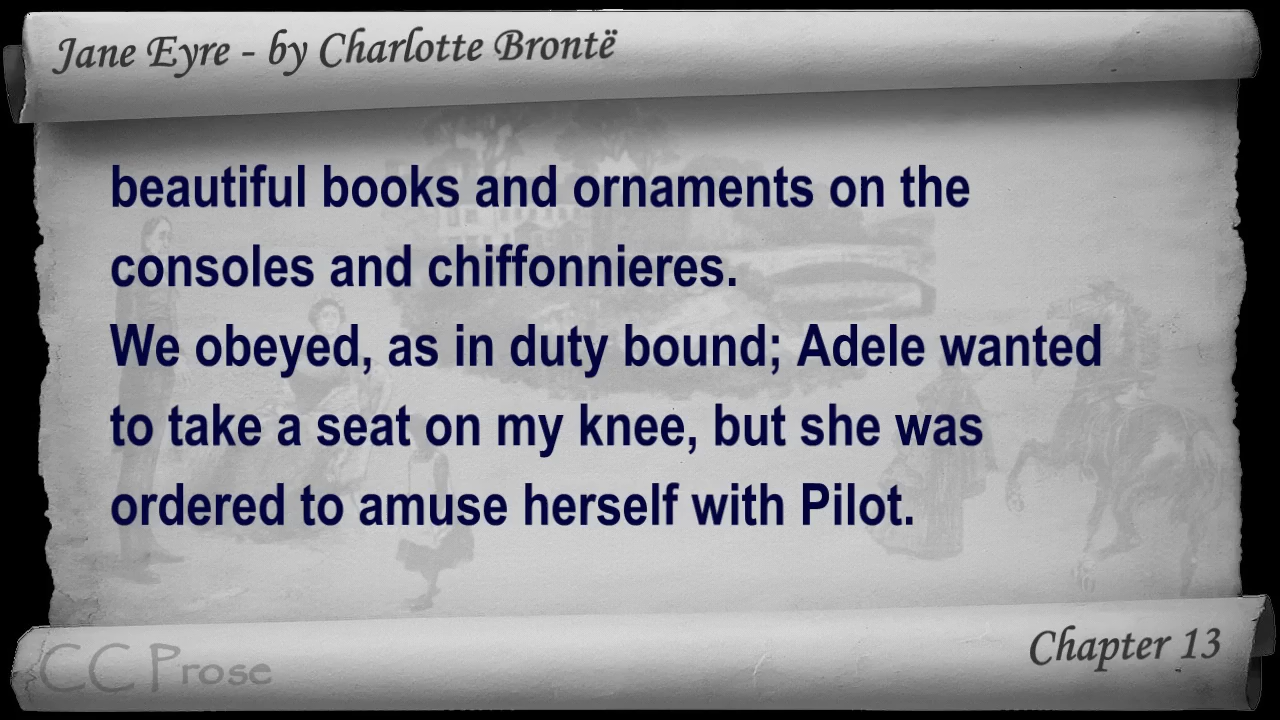 Jane Eyre - by Charlotte Brontë
beautiful books and ornaments on the
consoles and chiffonnieres.
We obeyed, as in duty bound; Adele wanted
to take a seat on my knee, but she was
ordered to amuse herself with Pilot.
Chapter 13
CC Prose